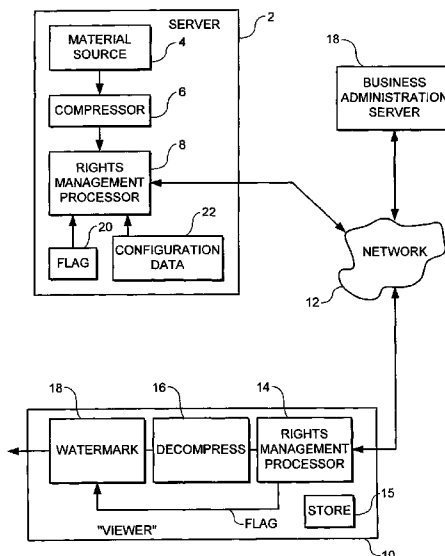 SERVER
2
MATERIAL
SOURCE
4
COMPRESSOR
6
RIGHTS
MANAGEMENT
PROCESSOR
8
20
FLAG
22
CONFIGURATION
DATA
18
BUSINESS
ADMINISTRATION
SERVER
NETWORK
12
18
WATERMARK
16
DECOMPRESS
14
RIGHTS
MANAGEMENT
PROCESSOR
15
STORE
FLAG
"VIEWER"
10